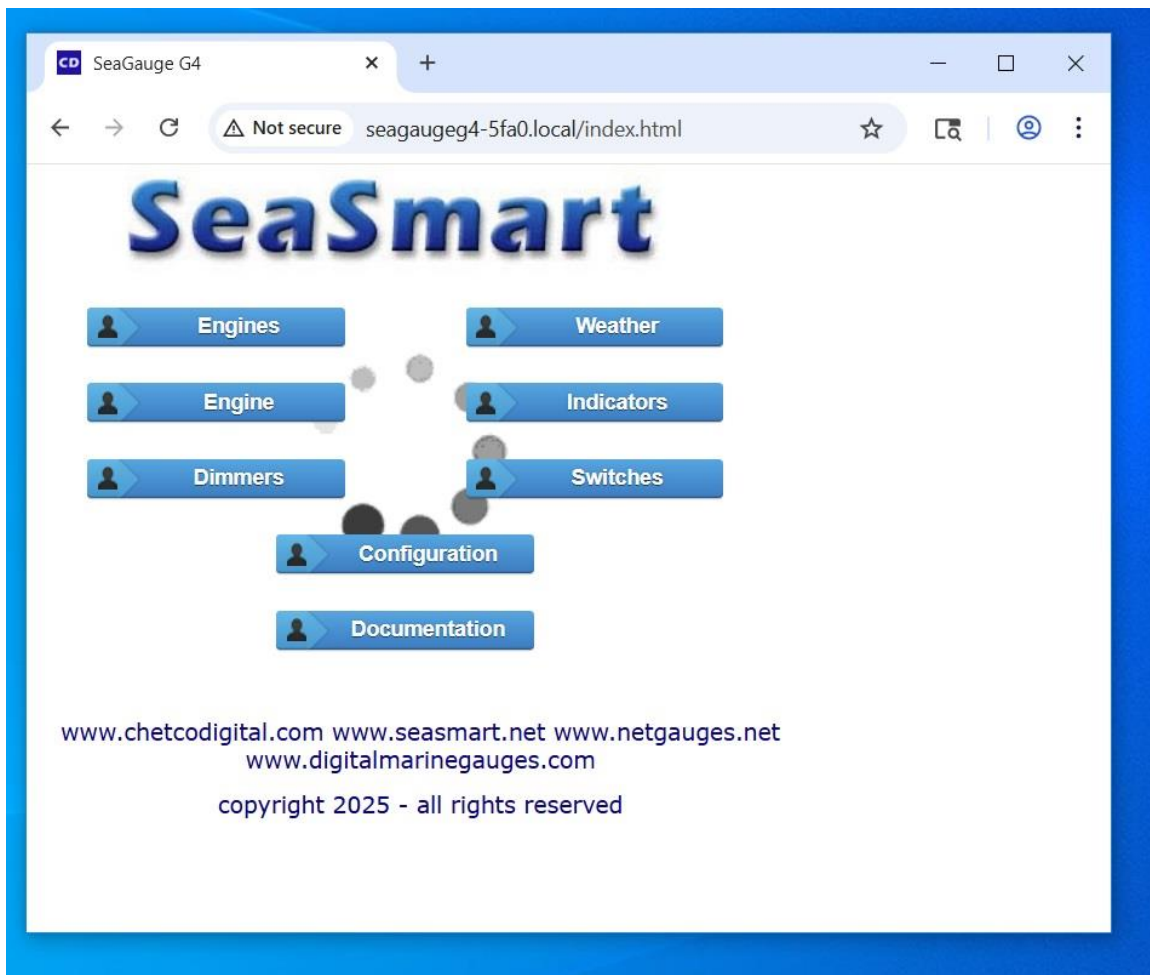 CD SeaGauge G4
Not secure seagaugeg4-5fa0.local/index.html
SeaSmart
Engines Weather
Engine Indicators
Dimmers Switches
Configuration
Documentation
www.chetcodigital.com www.seasmart.net www.netgauges.net
www.digitalmarinegauges.com
copyright 2025 - all rights reserved